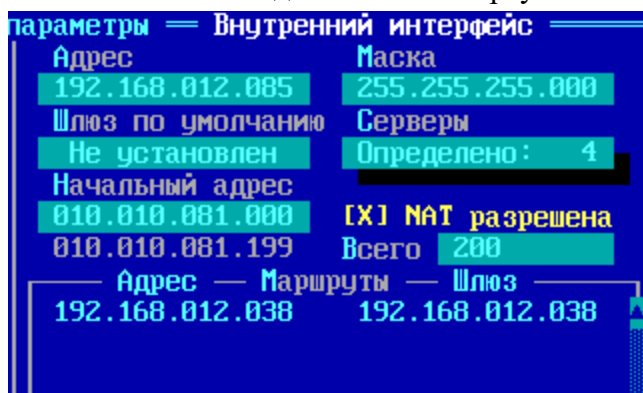 параметры Внутренний интерфейс
Адрес Маска
192.168.012.085 255.255.255.000
Шлюз по умолчанию Серверы
Не установлен Определено: 4
Начальный адрес
010.010.081.000 [X] NAT разрешена
010.010.081.199 Всего 200
Адрес — Маршруты — Шлюз
192.168.012.038 192.168.012.038